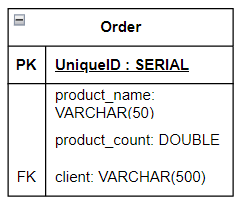 Order
PK UniqueID : SERIAL
product_name:
VARCHAR(50)
product_count: DOUBLE
FK client: VARCHAR(500)